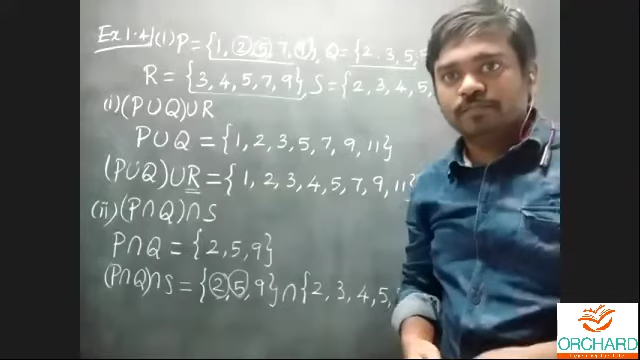 Ex 1.4 (1) P = {1, 2, 5, 7, 9}, Q = {2, 3, 5, 5
R = {3, 4, 5, 7, 9}, S = {2, 3, 4, 5,
(i) (P∪Q)∪R
P∪Q = {1, 2, 3, 5, 7, 9, 11}
(P∪Q)∪R = {1, 2, 3, 4, 5, 7, 9, 11}
(ii) (P∩Q)∩S
P∩Q = {2, 5, 9}
(P∩Q)∩S = {2, 5, 9} ∩ {2, 3, 4, 5,
ORCHARD